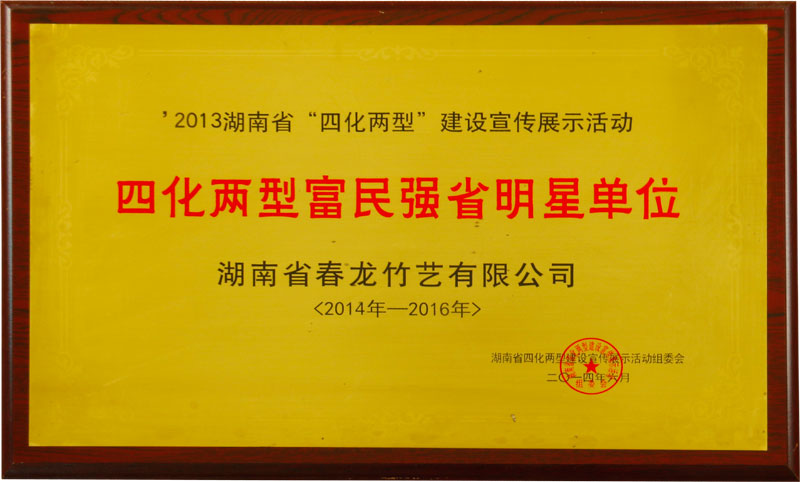 ’2013湖南省“四化两型”建设宣传展示活动
四化两型富民强省明星单位
湖南省春龙竹艺有限公司
<2014年—2016年>
湖南省四化两型建设宣传展示活动组委会
二〇一四年六月
组委会